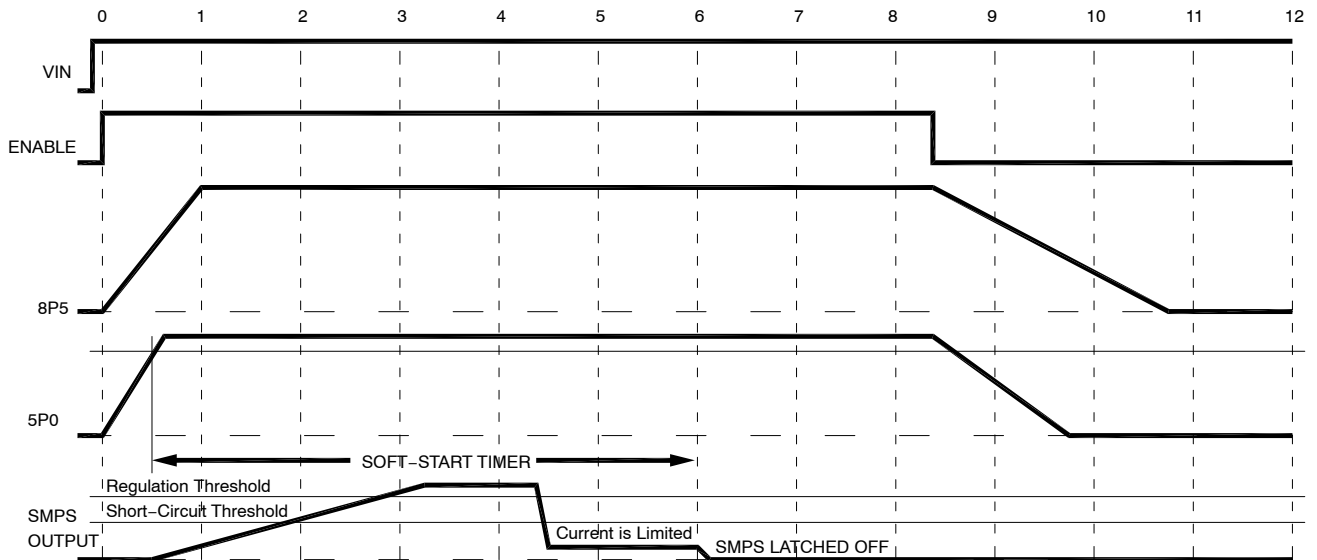 0 1 2 3 4 5 6 7 8 9 10 11 12
VIN
ENABLE
8P5
5P0
SOFT−START TIMER
Regulation Threshold
Short−Circuit Threshold
SMPS
OUTPUT
Current is Limited
SMPS LATCHED OFF